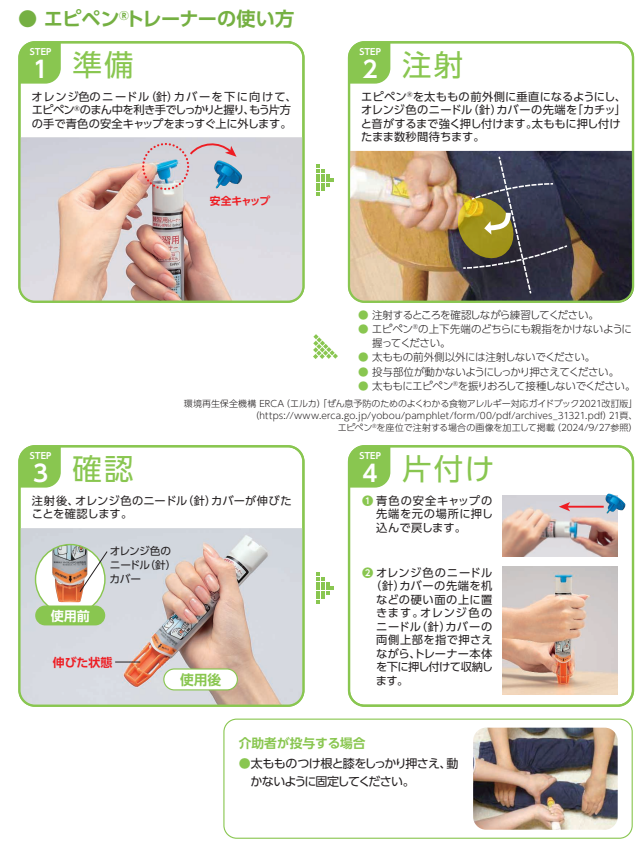 ● エピペン®トレーナーの使い方
STEP 1 準備
オレンジ色のニードル(針)カバーを下に向けて、
エピペン®のまん中を利き手でしっかりと握り、もう片方
の手で青色の安全キャップをまっすぐ上に外します。
安全キャップ
STEP 2 注射
エピペン®を太ももの前外側に垂直になるようにし、
オレンジ色のニードル(針)カバーの先端を「カチッ」
と音がするまで強く押し付けます。太ももに押し付け
たまま数秒間待ちます。
● 注射するところを確認しながら練習してください。
● エピペン®の上下先端のどちらにも親指をかけないように
握ってください。
● 太ももの前外側以外には注射しないでください。
● 投与部位が動かないようにしっかり押さえてください。
● 太ももにエピペン®を振りおろして接種しないでください。
環境再生保全機構 ERCA(エルカ)「ぜん息予防のためのよくわかる食物アレルギー対応ガイドブック2021改訂版」
(https://www.erca.go.jp/yobou/pamphlet/form/00/pdf/archives_31321.pdf) 21頁、
エピペン®を座位で注射する場合の画像を加工して掲載 (2024/9/27参照)
STEP 3 確認
注射後、オレンジ色のニードル(針)カバーが伸びた
ことを確認します。
オレンジ色の
ニードル(針)
カバー
使用前
伸びた状態
使用後
STEP 4 片付け
❶ 青色の安全キャップの
先端を元の場所に押し
込んで戻します。
❷ オレンジ色のニードル
(針)カバーの先端を机
などの硬い面の上に置
きます。オレンジ色の
ニードル(針)カバーの
両側上部を指で押さえ
ながら、トレーナー本体
を下に押し付けて収納し
ます。
介助者が投与する場合
●太もものつけ根と膝をしっかり押さえ、動
かないように固定してください。